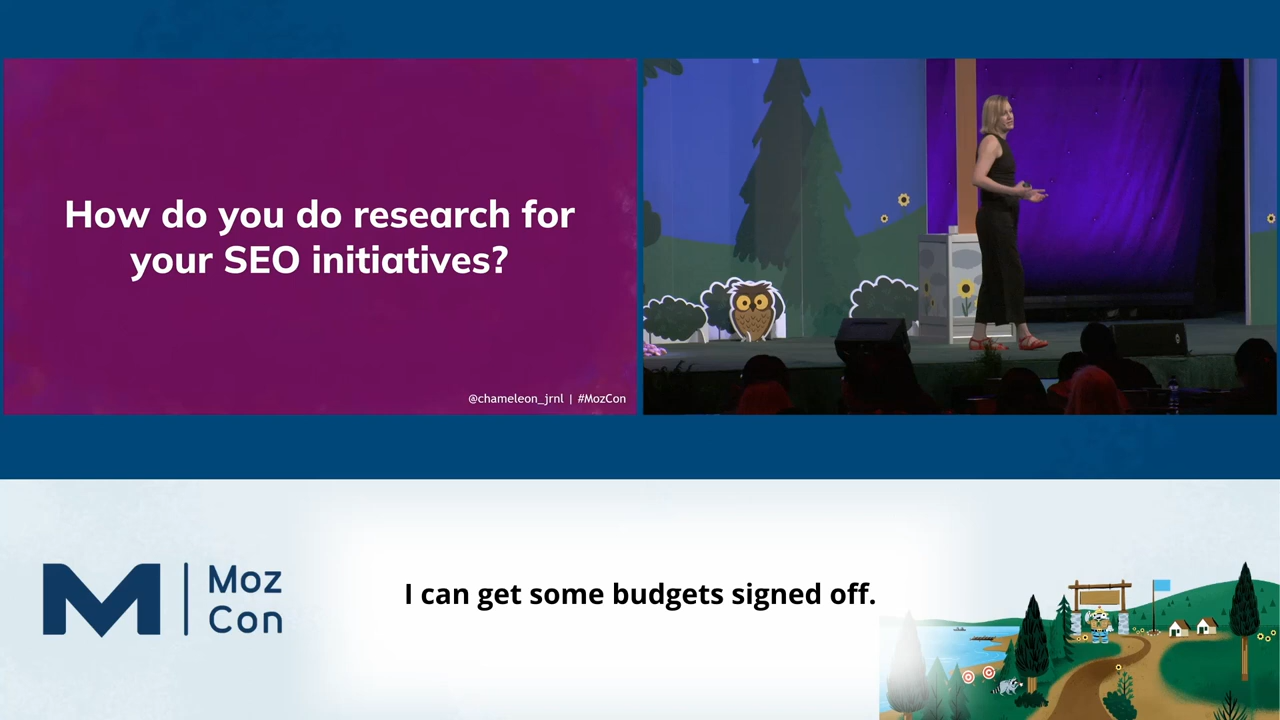 How do you do research for
your SEO initiatives?
@chameleon_jrnl | #MozCon
Moz
Con
I can get some budgets signed off.